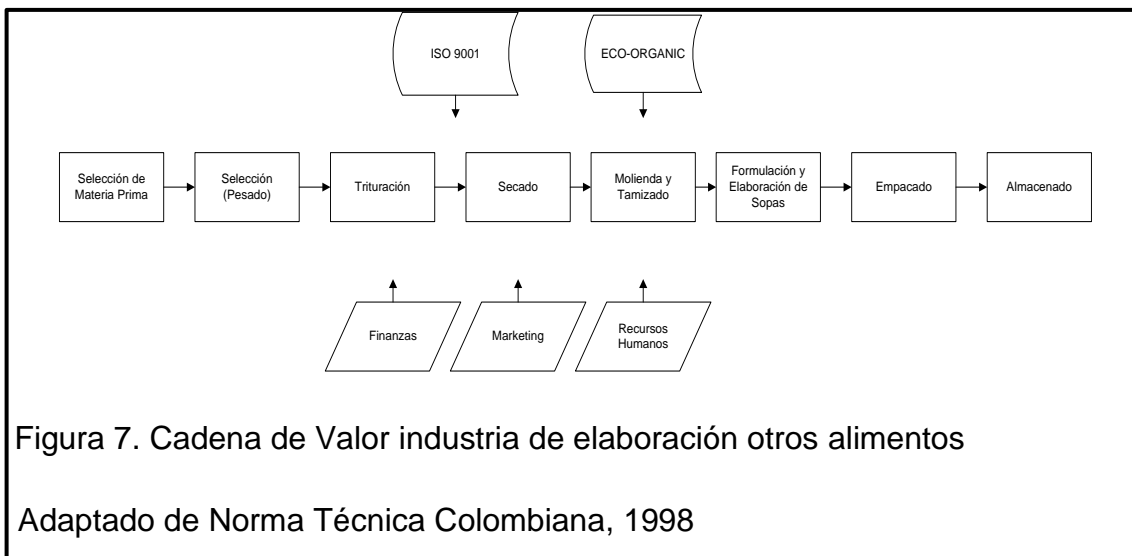 ISO 9001
ECO-ORGANIC
Selección de
Materia Prima
Selección
(Pesado)
Trituración
Secado
Molienda y
Tamizado
Formulación y
Elaboración de
Sopas
Empacado
Almacenado
Finanzas
Marketing
Recursos
Humanos
Figura 7. Cadena de Valor industria de elaboración otros alimentos
Adaptado de Norma Técnica Colombiana, 1998